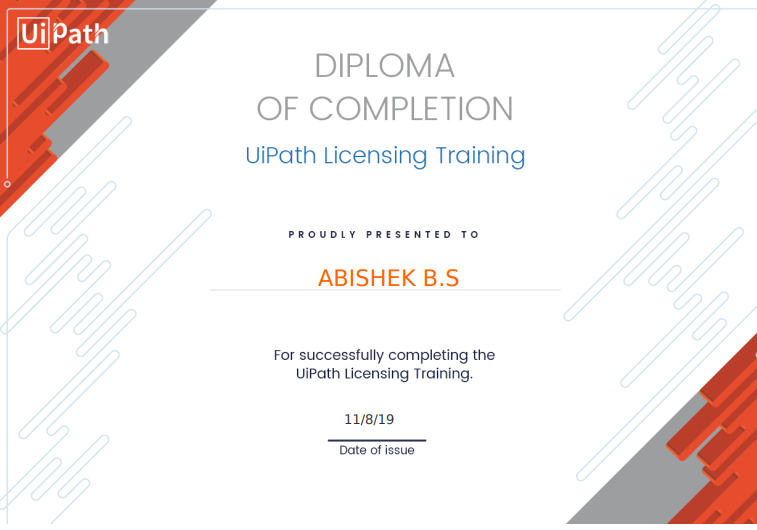 UiPath
DIPLOMA
OF COMPLETION
UiPath Licensing Training
PROUDLY PRESENTED TO
ABISHEK B.S
For successfully completing the
UiPath Licensing Training.
11/8/19
Date of issue